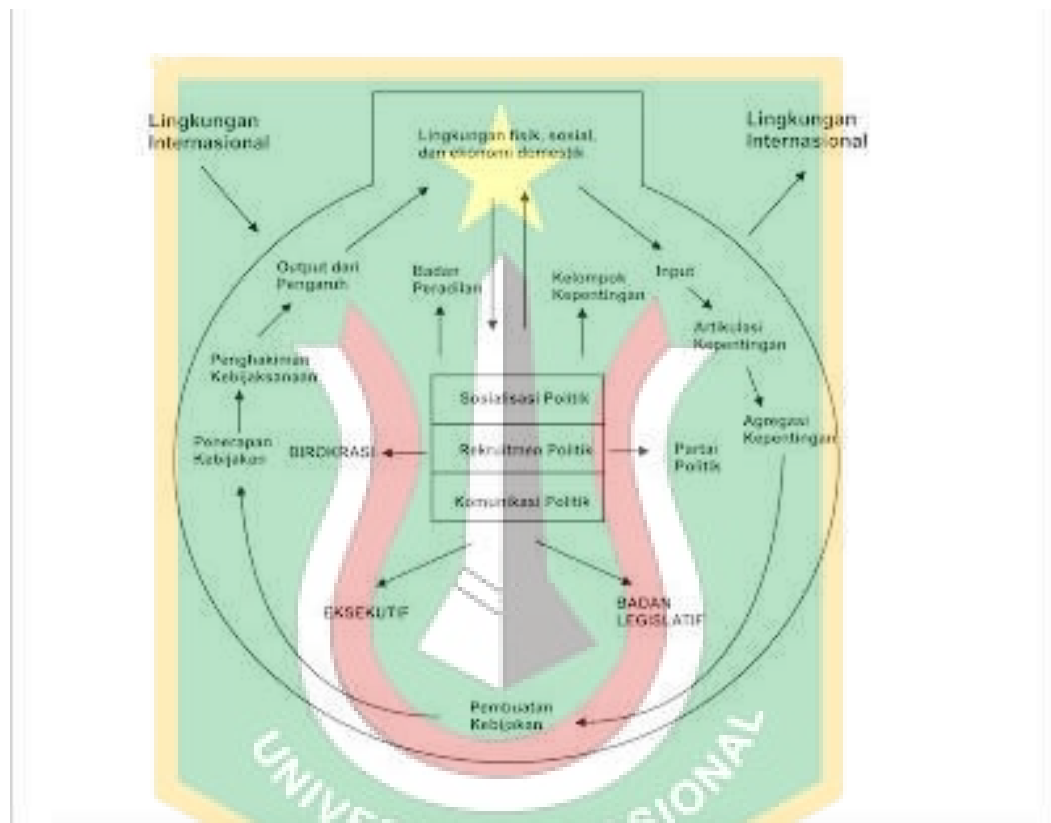 Lingkungan
Internasional
Lingkungan
Internasional
Lingkungan fisik, sosial,
dan ekonomi domestik
Output dari
Pengaruh
Badan
Peradilan
Kelompok
Kepentingan
Input
Artikulasi
Kepentingan
Penghakiman
Kebijaksanaan
Sosialisasi Politik
Agregasi
Kepentingan
Penerapan
Kebijakan
BIROKRASI
Rekruitmen Politik
Partai
Politik
Komunikasi Politik
EKSEKUTIF
BADAN
LEGISLATIF
Pembuatan
Kebijakan